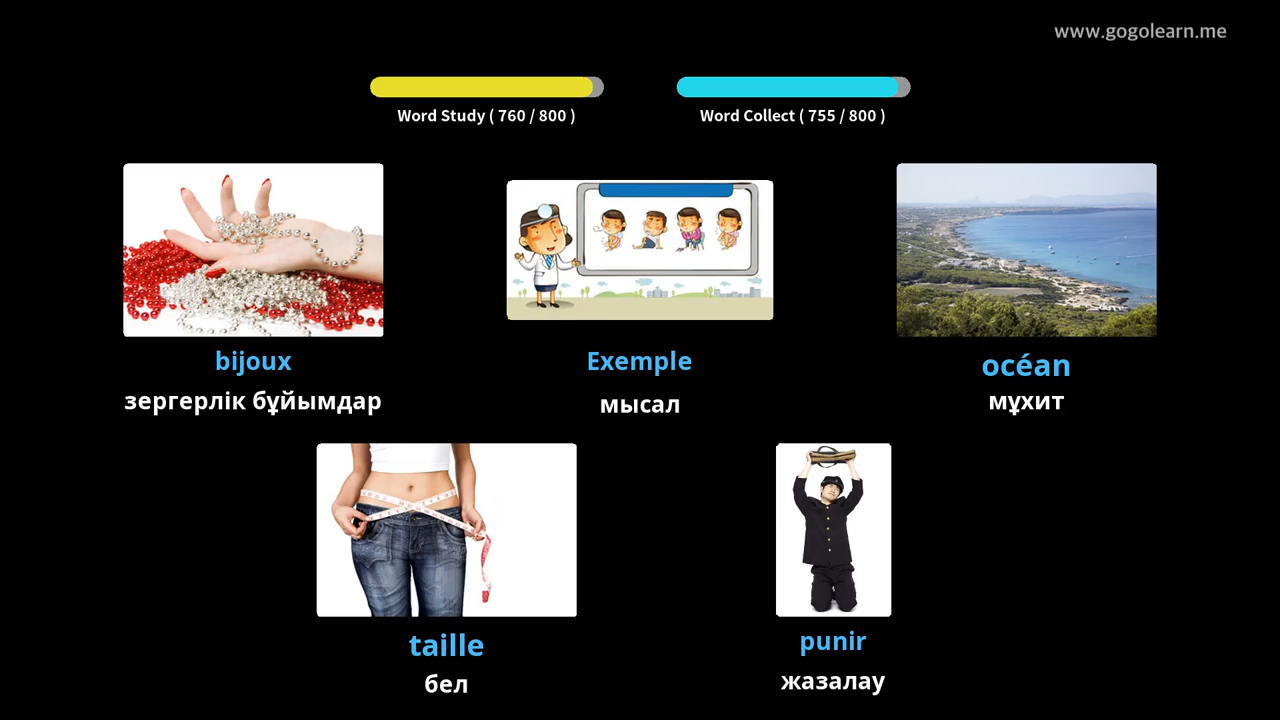 www.gogolearn.me
Word Study ( 760 / 800 )
Word Collect ( 755 / 800 )
bijoux
зергерлік бұйымдар
Exemple
мысал
océan
мұхит
taille
бел
punir
жазалау